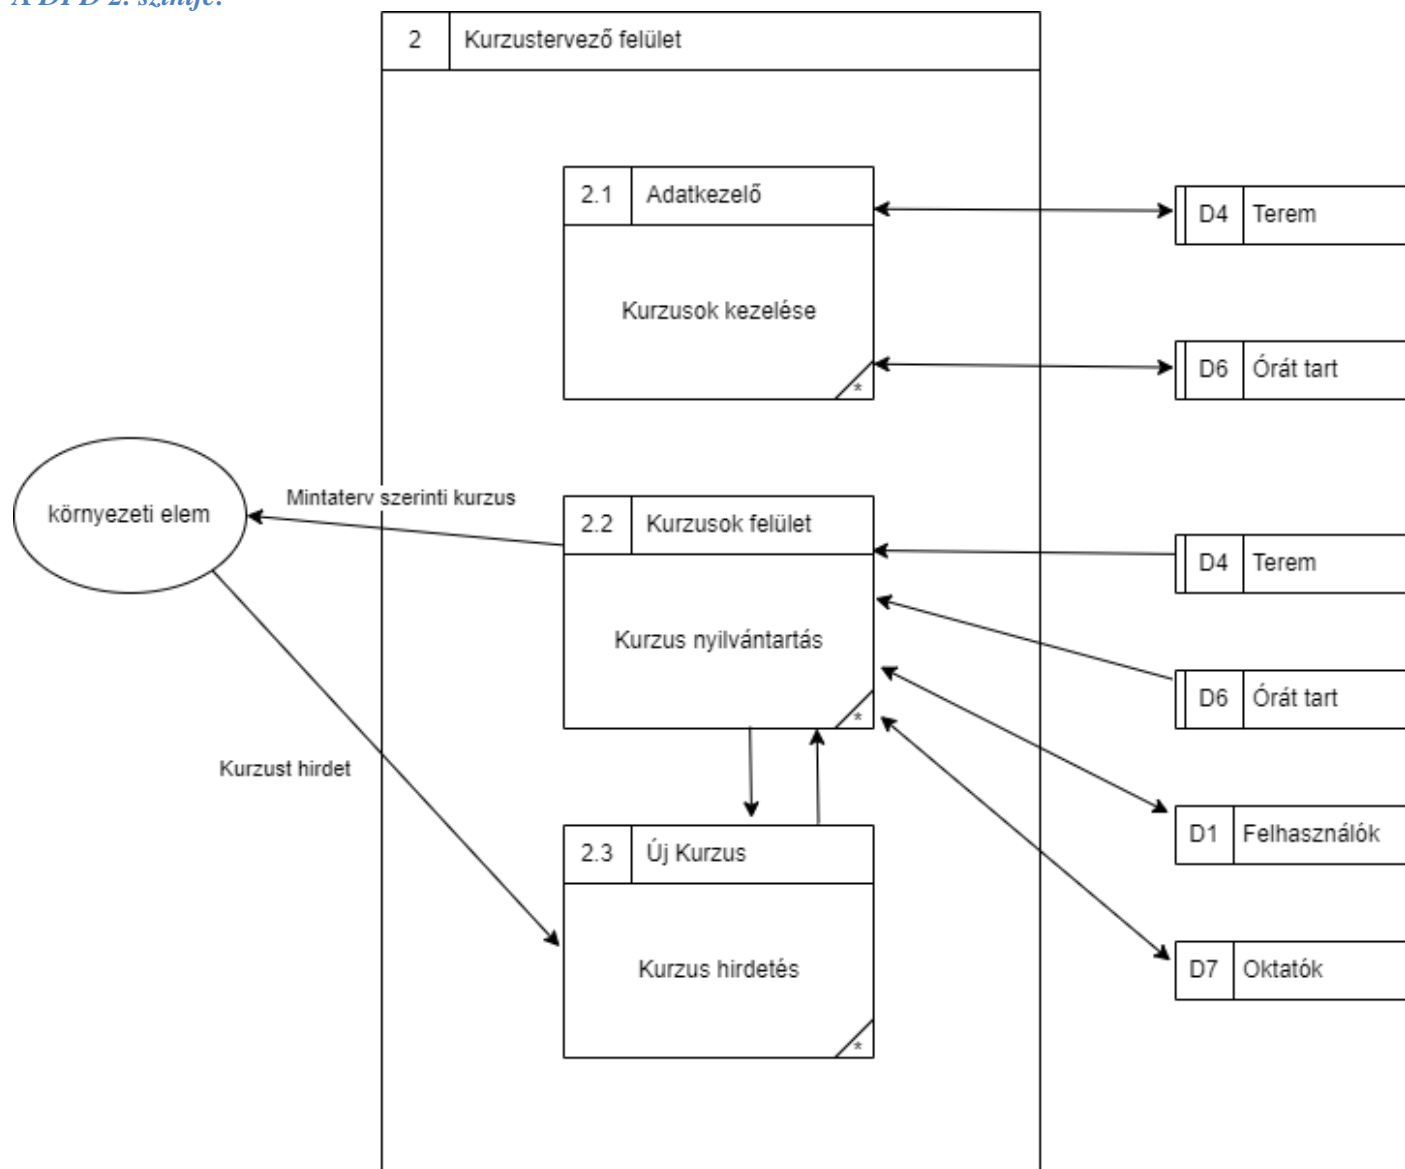 A DFD 2. szintje:
2 Kurzustervező felület
2.1 Adatkezelő
D4 Terem
Kurzusok kezelése
D6 Órát tart
*
Mintaterv szerinti kurzus
környezeti elem
2.2 Kurzusok felület
D4 Terem
Kurzus nyilvántartás
D6 Órát tart
*
Kurzust hirdet
2.3 Új Kurzus
D1 Felhasználók
Kurzus hirdetés
D7 Oktatók
*